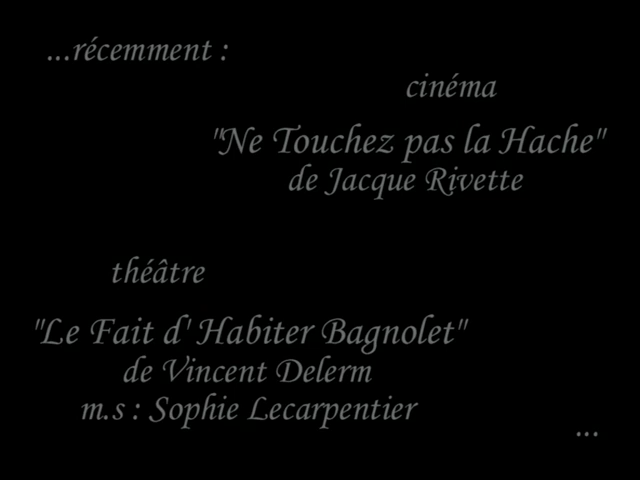 ...récemment :
cinéma
"Ne Touchez pas la Hache"
de Jacque Rivette
théâtre
"Le Fait d' Habiter Bagnolet"
de Vincent Delerm
m.s : Sophie Lecarpentier
...